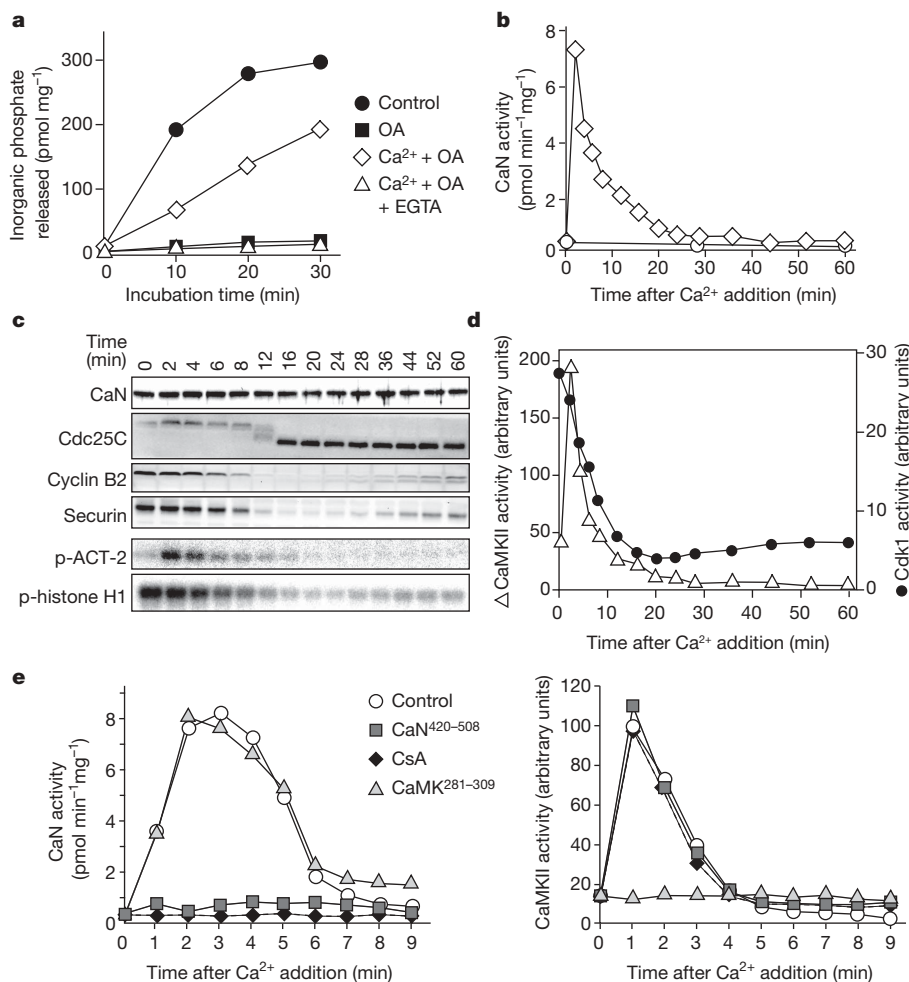 a
Inorganic phosphate
released (pmol mg⁻¹)
300
200
100
0
0 10 20 30
Incubation time (min)
Control
OA
Ca²⁺ + OA
Ca²⁺ + OA
+ EGTA
b
CaN activity
(pmol min⁻¹mg⁻¹)
8
6
4
2
0
0 10 20 30 40 50 60
Time after Ca²⁺ addition (min)
c
Time
(min)
0 2 4 6 8 12 16 20 24 28 36 44 52 60
CaN
Cdc25C
Cyclin B2
Securin
p-ACT-2
p-histone H1
d
△CaMKII activity (arbitrary units)
200
150
100
50
0
30
20
10
0
● Cdk1 activity (arbitrary units)
0 10 20 30 40 50 60
Time after Ca²⁺ addition (min)
e
CaN activity
(pmol min⁻¹mg⁻¹)
8
6
4
2
0
0 1 2 3 4 5 6 7 8 9
Time after Ca²⁺ addition (min)
Control
CaN⁴²⁰⁻⁵⁰⁸
CsA
CaMK²⁸¹⁻³⁰⁹
CaMKII activity (arbitrary units)
120
100
80
60
40
20
0
0 1 2 3 4 5 6 7 8 9
Time after Ca²⁺ addition (min)